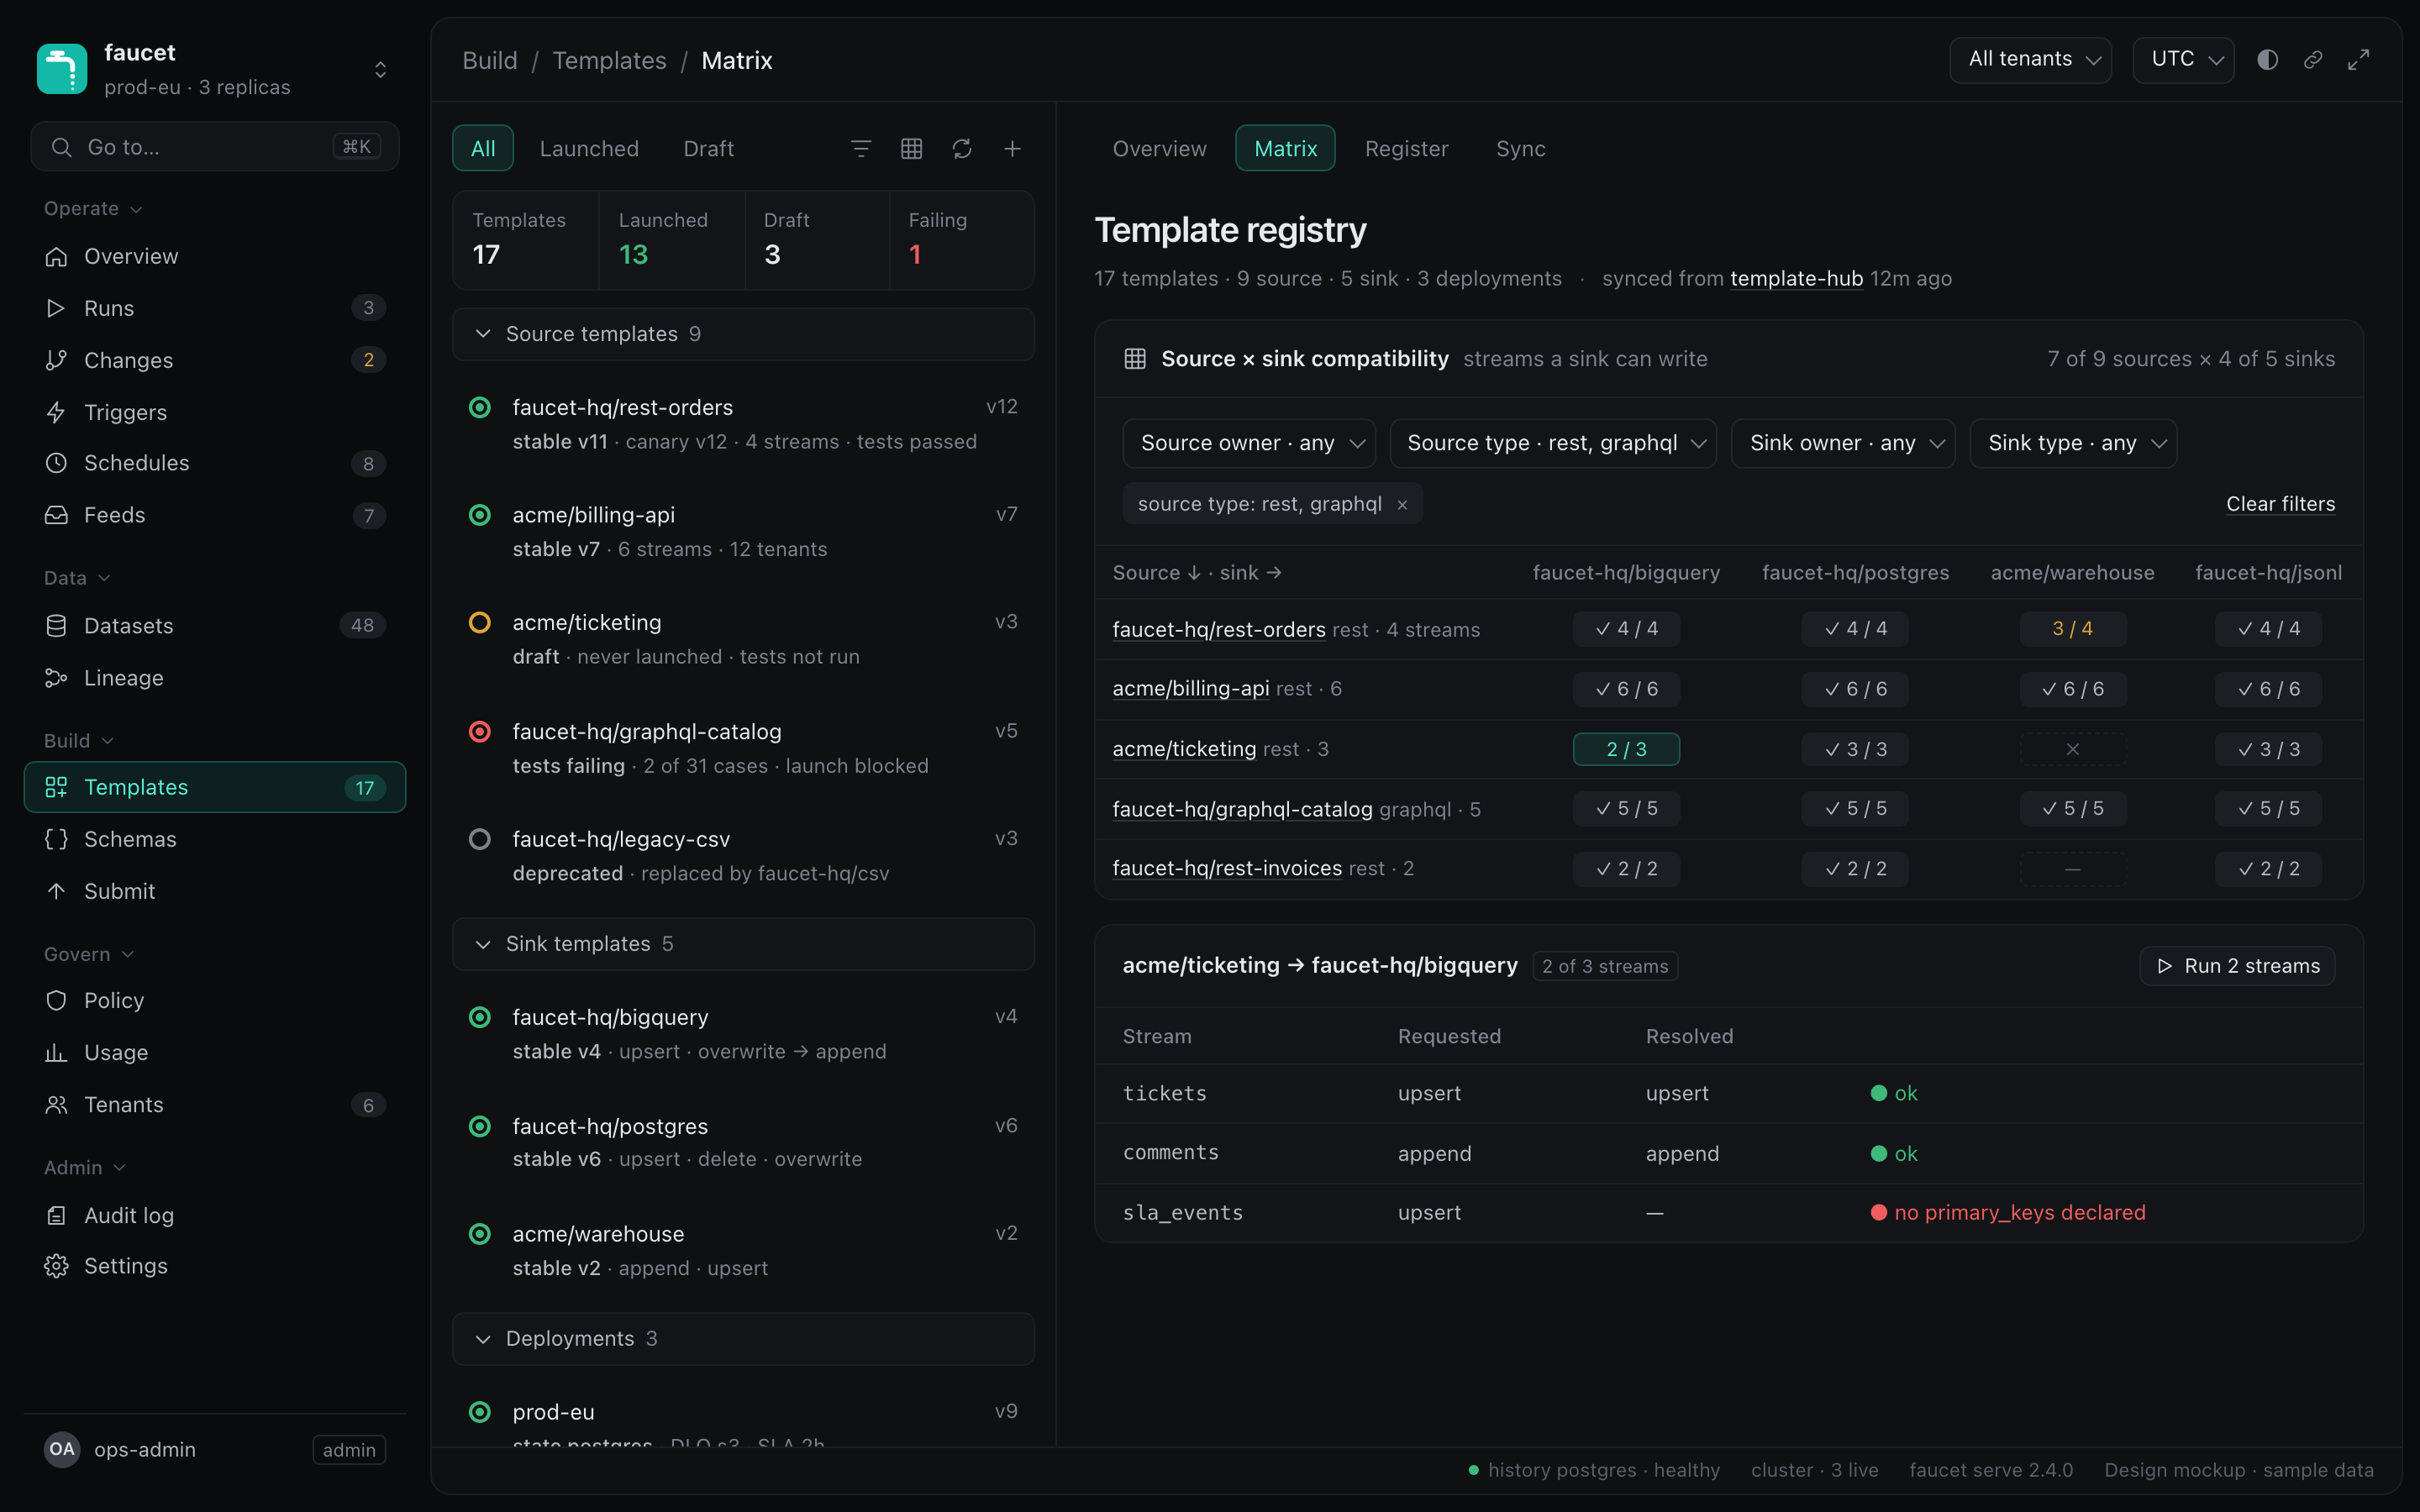 faucet
prod-eu · 3 replicas
Go to...
⌘K
Operate
Overview
Runs 3
Changes 2
Triggers
Schedules 8
Feeds 7
Data
Datasets 48
Lineage
Build
Templates 17
Schemas
Submit
Govern
Policy
Usage
Tenants 6
Admin
Audit log
Settings
OA ops-admin admin
Build / Templates / Matrix
All tenants
UTC
All Launched Draft
Templates Launched Draft Failing
17 13 3 1
Source templates 9
faucet-hq/rest-orders v12
stable v11 · canary v12 · 4 streams · tests passed
acme/billing-api v7
stable v7 · 6 streams · 12 tenants
acme/ticketing v3
draft · never launched · tests not run
faucet-hq/graphql-catalog v5
tests failing · 2 of 31 cases · launch blocked
faucet-hq/legacy-csv v3
deprecated · replaced by faucet-hq/csv
Sink templates 5
faucet-hq/bigquery v4
stable v4 · upsert · overwrite → append
faucet-hq/postgres v6
stable v6 · upsert · delete · overwrite
acme/warehouse v2
stable v2 · append · upsert
Deployments 3
prod-eu v9
state postgres · DLQ s3 · SLA 2h
Overview Matrix Register Sync
Template registry
17 templates · 9 source · 5 sink · 3 deployments · synced from template-hub 12m ago
Source × sink compatibility streams a sink can write 7 of 9 sources × 4 of 5 sinks
Source owner · any Source type · rest, graphql Sink owner · any Sink type · any
source type: rest, graphql × Clear filters
Source ↓ · sink → faucet-hq/bigquery faucet-hq/postgres acme/warehouse faucet-hq/jsonl
faucet-hq/rest-orders rest · 4 streams ✓ 4 / 4 ✓ 4 / 4 3 / 4 ✓ 4 / 4
acme/billing-api rest · 6 ✓ 6 / 6 ✓ 6 / 6 ✓ 6 / 6 ✓ 6 / 6
acme/ticketing rest · 3 2 / 3 ✓ 3 / 3 × ✓ 3 / 3
faucet-hq/graphql-catalog graphql · 5 ✓ 5 / 5 ✓ 5 / 5 ✓ 5 / 5 ✓ 5 / 5
faucet-hq/rest-invoices rest · 2 ✓ 2 / 2 ✓ 2 / 2 — ✓ 2 / 2
acme/ticketing → faucet-hq/bigquery 2 of 3 streams Run 2 streams
Stream Requested Resolved
tickets upsert upsert ok
comments append append ok
sla_events upsert — no primary_keys declared
history postgres · healthy cluster · 3 live faucet serve 2.4.0 Design mockup · sample data